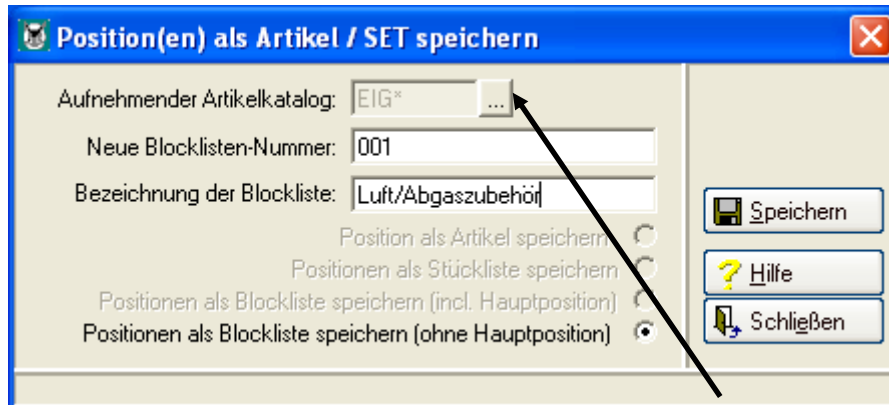 Position(en) als Artikel / SET speichern
Aufnehmender Artikelkatalog: EIG* ...
Neue Blocklisten-Nummer: 001
Bezeichnung der Blockliste: Luft/Abgaszubehör
Position als Artikel speichern
Positionen als Stückliste speichern
Positionen als Blockliste speichern (incl. Hauptposition)
Positionen als Blockliste speichern (ohne Hauptposition)
Speichern
Hilfe
Schließen